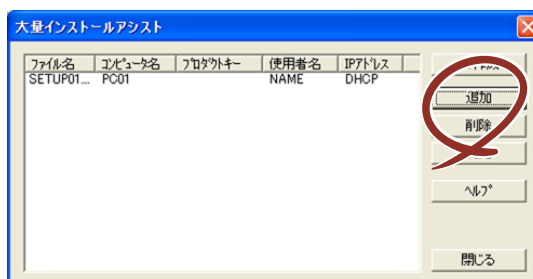 大量インストールアシスト
ファイル名 コンピュータ名 プロダクトキー 使用者名 IPアドレス
SETUP01... PC01 NAME DHCP
追加
削除
ヘルプ
閉じる